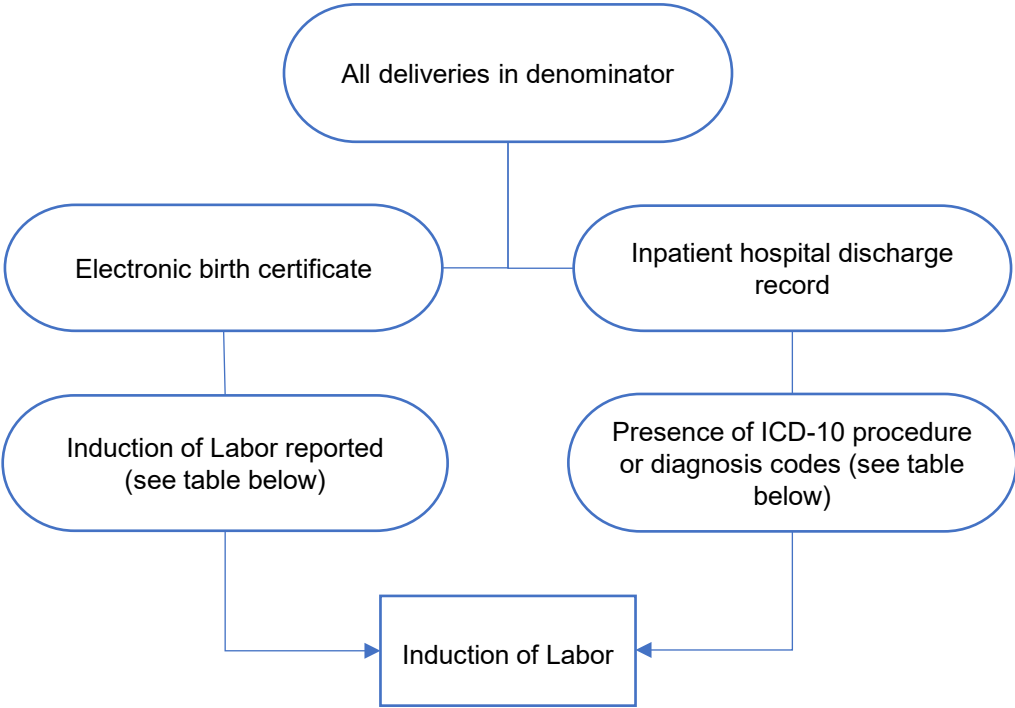 All deliveries in denominator
Electronic birth certificate
Inpatient hospital discharge
record
Induction of Labor reported
(see table below)
Presence of ICD-10 procedure
or diagnosis codes (see table
below)
Induction of Labor